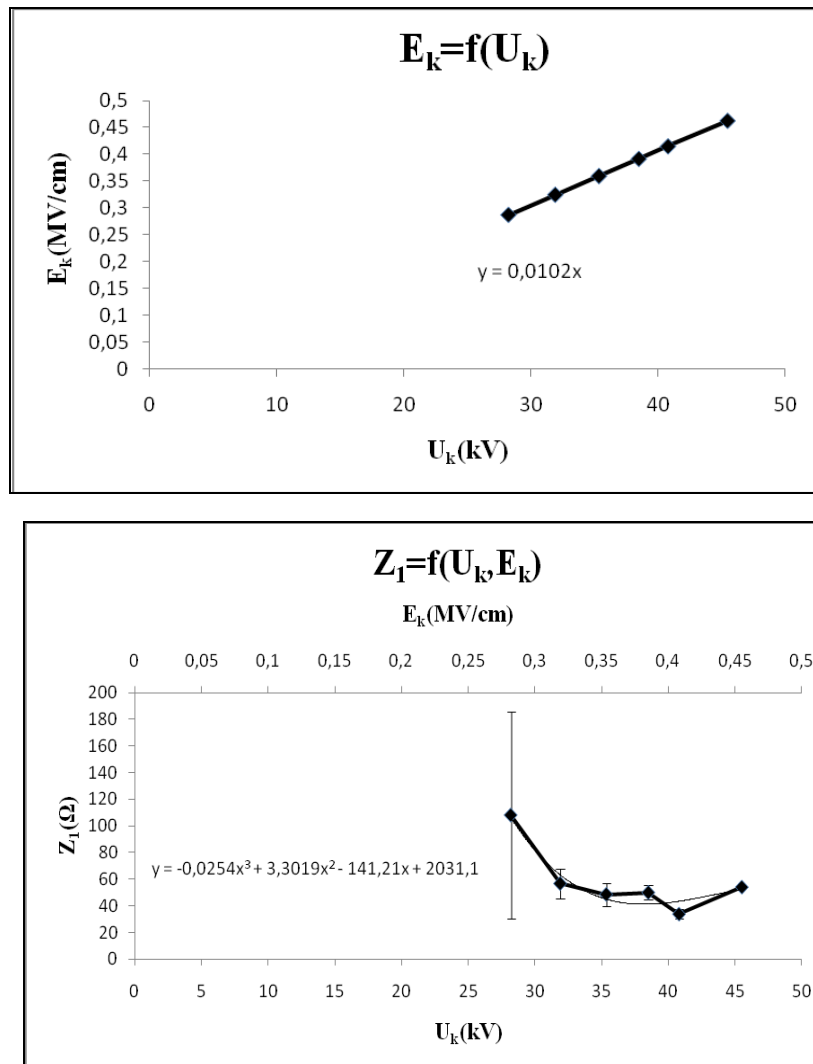 Eₖ=f(Uₖ)
Eₖ(MV/cm)
0,5
0,45
0,4
0,35
0,3
0,25
0,2
0,15
0,1
0,05
0
y = 0,0102x
0 10 20 30 40 50
Uₖ(kV)
Z₁=f(Uₖ,Eₖ)
Eₖ(MV/cm)
0 0,05 0,1 0,15 0,2 0,25 0,3 0,35 0,4 0,45 0,5
Z₁(Ω)
200
180
160
140
120
100
80
60
40
20
0
y = -0,0254x³ + 3,3019x² - 141,21x + 2031,1
0 5 10 15 20 25 30 35 40 45 50
Uₖ(kV)